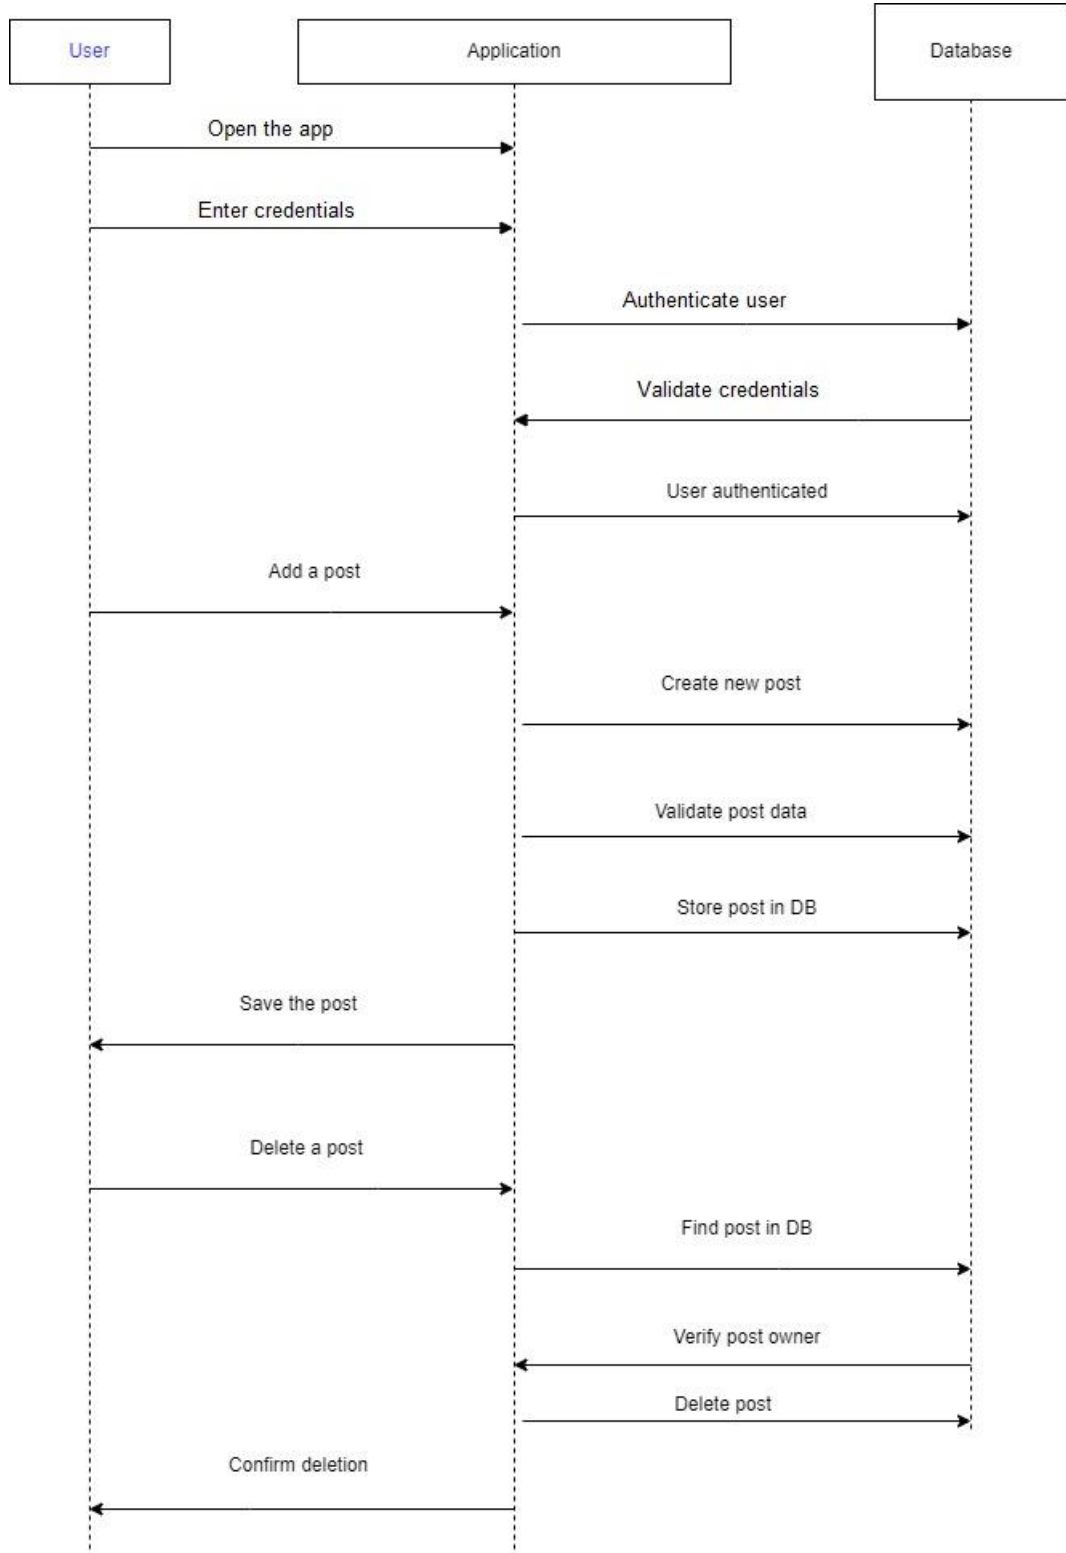 User
Application
Database
Open the app
Enter credentials
Authenticate user
Validate credentials
User authenticated
Add a post
Create new post
Validate post data
Store post in DB
Save the post
Delete a post
Find post in DB
Verify post owner
Delete post
Confirm deletion